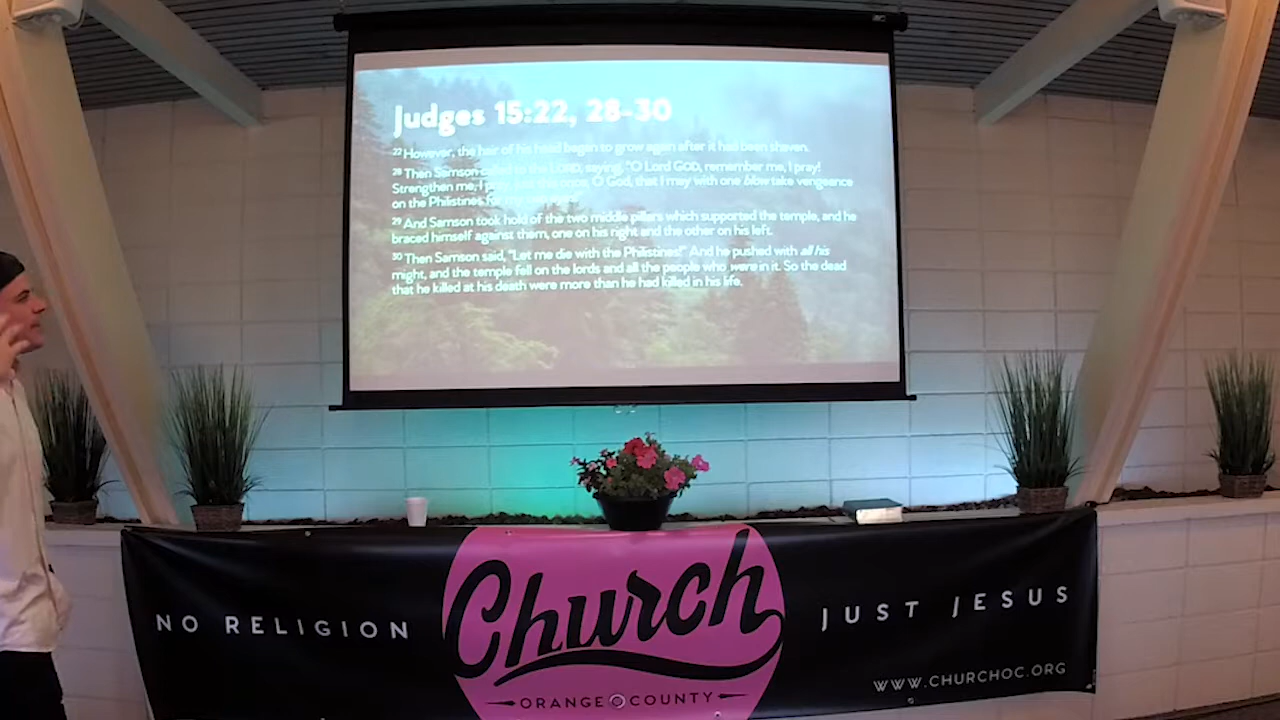 Judges 15:22, 28-30
22 However, the hair of his head began to grow again after it had been shaven.
28 Then Samson called to the LORD, saying, "O Lord GOD, remember me, I pray!
Strengthen me, I pray, just this once, O God, that I may with one blow take vengeance
on the Philistines for my
29 And Samson took hold of the two middle pillars which supported the temple, and he
braced himself against them, one on his right and the other on his left.
30 Then Samson said, "Let me die with the Philistines!" And he pushed with all his
might, and the temple fell on the lords and all the people who were in it. So the dead
that he killed at his death were more than he had killed in his life.
NO RELIGION
Church
ORANGE COUNTY
JUST JESUS
WWW.CHURCHOC.ORG